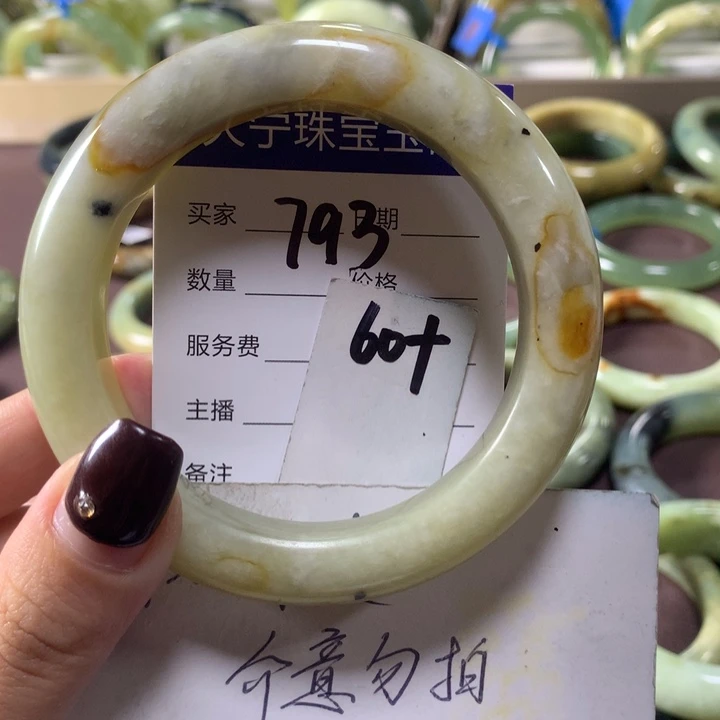 宁珠宝玉
买家 793 日期
数量 价格
60+
服务费
主播
备注
介意勿拍